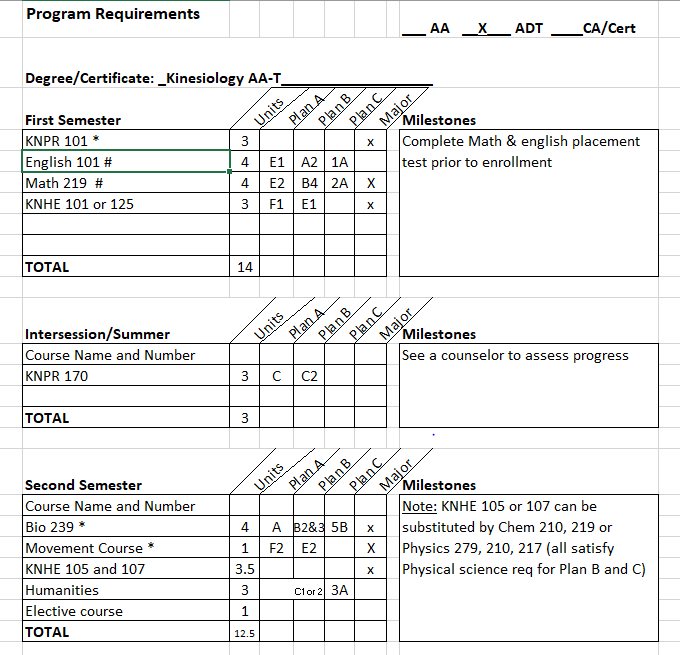 Program Requirements
___ AA __X___ ADT ____CA/Cert
Degree/Certificate: _Kinesiology AA-T____________________
First Semester Units Plan A Plan B Plan C Major Milestones
KNPR 101 * 3 x Complete Math & english placement
English 101 # 4 E1 A2 1A test prior to enrollment
Math 219 # 4 E2 B4 2A X
KNHE 101 or 125 3 F1 E1 x
TOTAL 14
Intersession/Summer Units Plan A Plan B Plan C Major Milestones
Course Name and Number See a counselor to assess progress
KNPR 170 3 C C2
TOTAL 3
Second Semester Units Plan A Plan B Plan C Major Milestones
Course Name and Number Note: KNHE 105 or 107 can be
Bio 239 * 4 A B2&3 5B x substituted by Chem 210, 219 or
Movement Course * 1 F2 E2 X Physics 279, 210, 217 (all satisfy
KNHE 105 and 107 3.5 x Physical science req for Plan B and C)
Humanities 3 C1 or 2 3A
Elective course 1
TOTAL 12.5